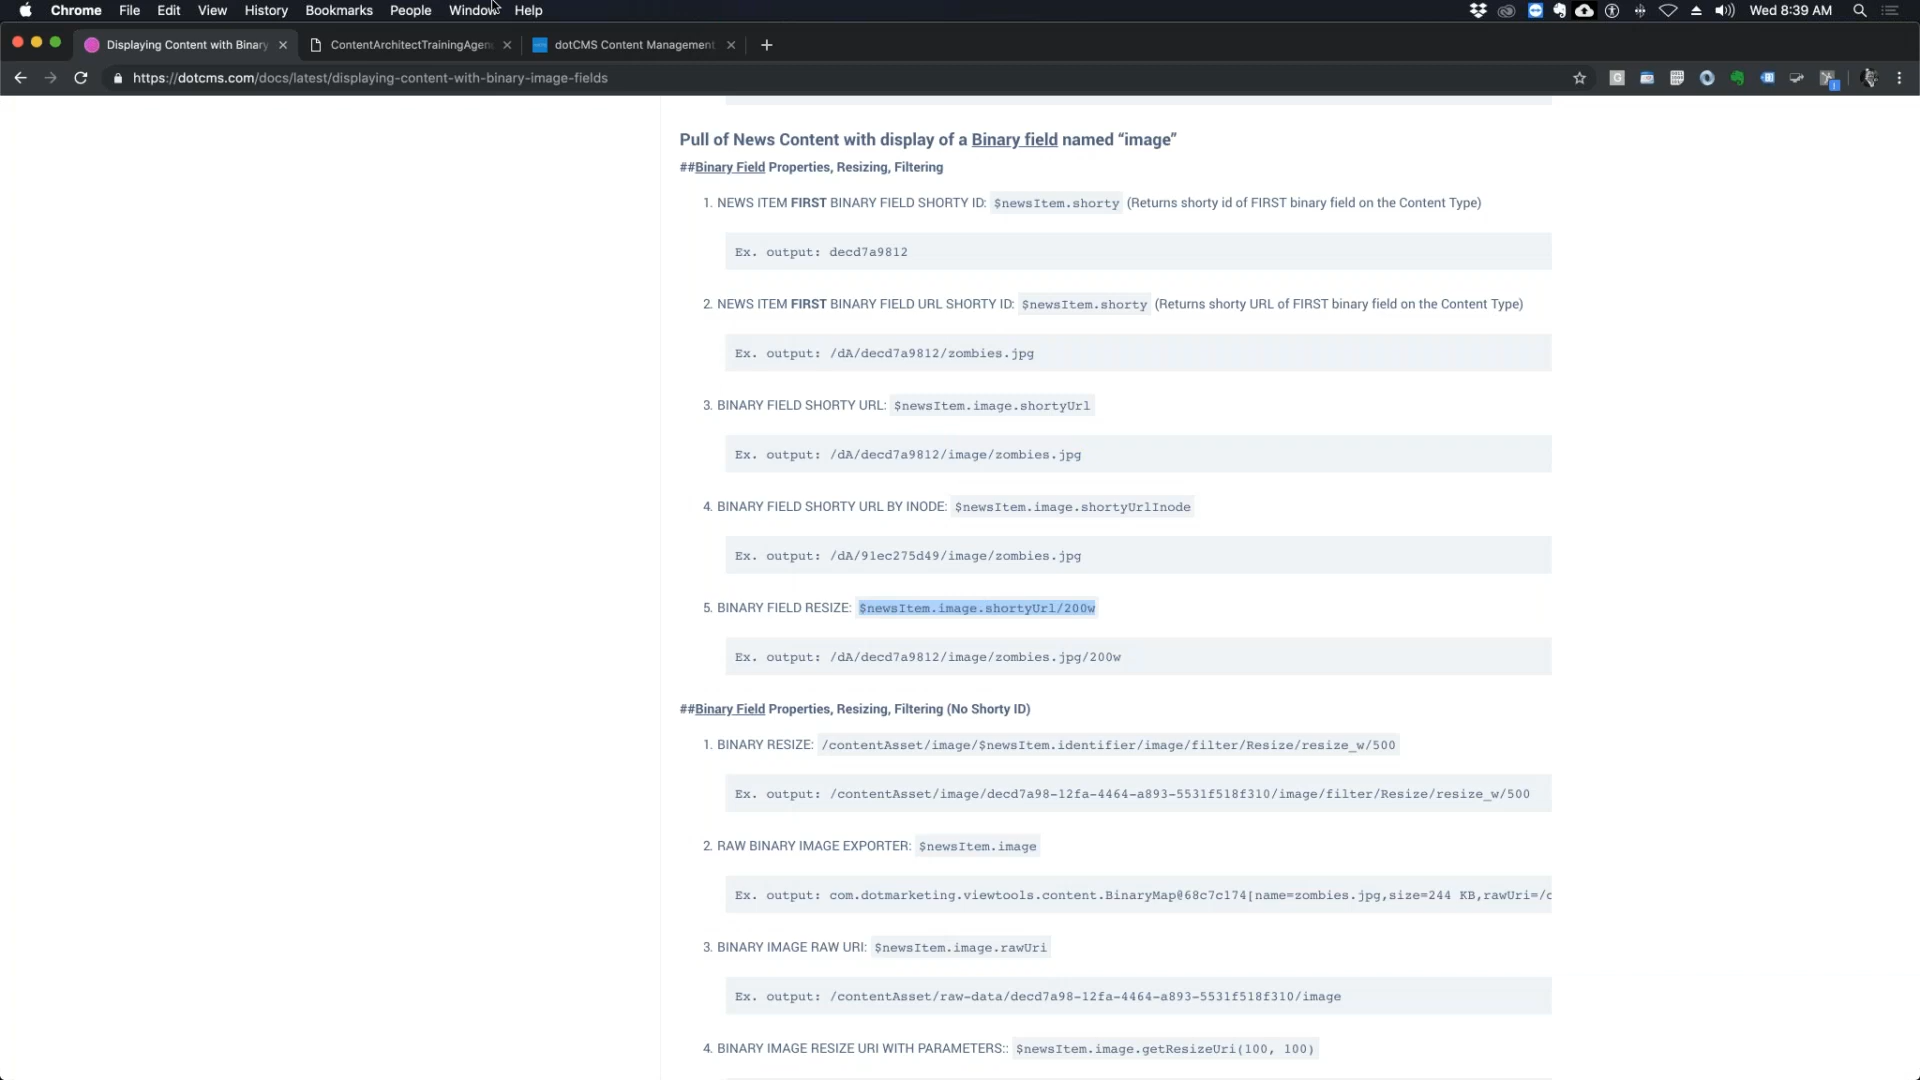 Chrome File Edit View History Bookmarks People Window Help Wed 8:39 AM
Displaying Content with Binary ContentArchitectTrainingAgen dotCMS Content Management
https://dotcms.com/docs/latest/displaying-content-with-binary-image-fields
Pull of News Content with display of a Binary field named “image”
##Binary Field Properties, Resizing, Filtering
1. NEWS ITEM FIRST BINARY FIELD SHORTY ID: $newsItem.shorty (Returns shorty id of FIRST binary field on the Content Type)
Ex. output: decd7a9812
2. NEWS ITEM FIRST BINARY FIELD URL SHORTY ID: $newsItem.shorty (Returns shorty URL of FIRST binary field on the Content Type)
Ex. output: /dA/decd7a9812/zombies.jpg
3. BINARY FIELD SHORTY URL: $newsItem.image.shortyUrl
Ex. output: /dA/decd7a9812/image/zombies.jpg
4. BINARY FIELD SHORTY URL BY INODE: $newsItem.image.shortyUrlInode
Ex. output: /dA/91ec275d49/image/zombies.jpg
5. BINARY FIELD RESIZE: $newsItem.image.shortyUrl/200w
Ex. output: /dA/decd7a9812/image/zombies.jpg/200w
##Binary Field Properties, Resizing, Filtering (No Shorty ID)
1. BINARY RESIZE: /contentAsset/image/$newsItem.identifier/image/filter/Resize/resize_w/500
Ex. output: /contentAsset/image/decd7a98-12fa-4464-a893-5531f518f310/image/filter/Resize/resize_w/500
2. RAW BINARY IMAGE EXPORTER: $newsItem.image
Ex. output: com.dotmarketing.viewtools.content.BinaryMap@68c7c174[name=zombies.jpg,size=244 KB,rawUri=/c
3. BINARY IMAGE RAW URI: $newsItem.image.rawUri
Ex. output: /contentAsset/raw-data/decd7a98-12fa-4464-a893-5531f518f310/image
4. BINARY IMAGE RESIZE URI WITH PARAMETERS:: $newsItem.image.getResizeUri(100, 100)